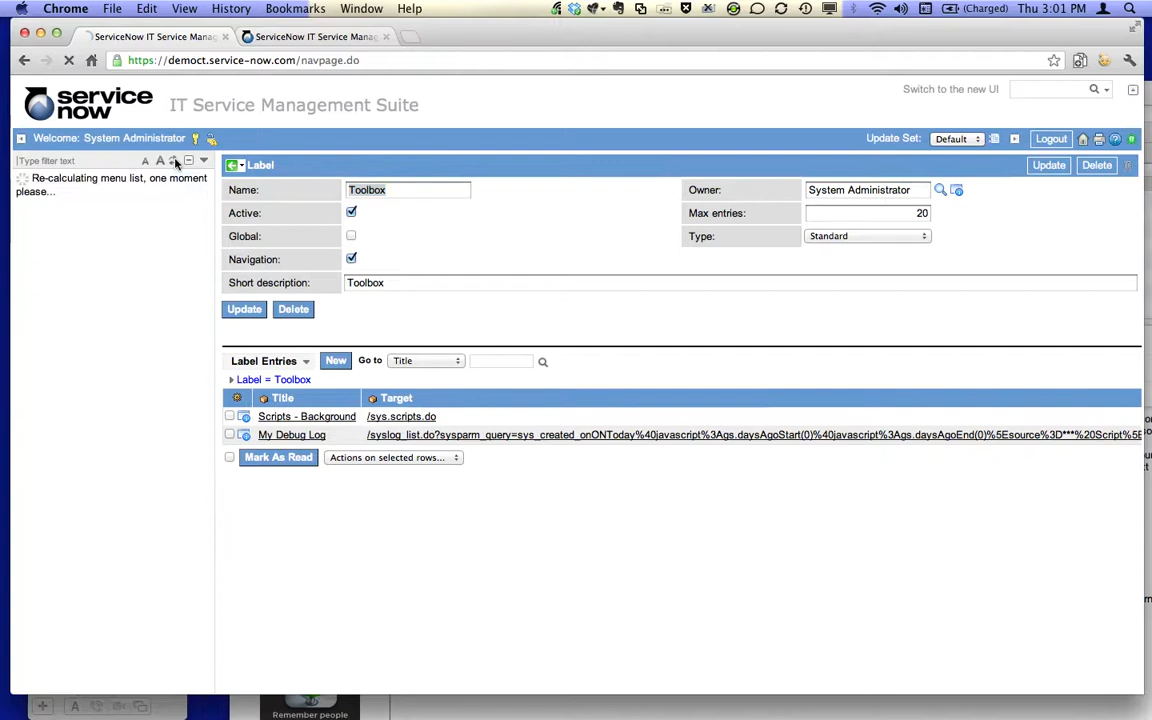 Chrome File Edit View History Bookmarks Window Help (Charged) Thu 3:01 PM
ServiceNow IT Service Mana ServiceNow IT Service Mana
https://democt.service-now.com/navpage.do
service now IT Service Management Suite Switch to the new UI
Welcome: System Administrator Update Set: Default Logout
Type filter text A A
Re-calculating menu list, one moment please...
Label Update Delete
Name: Toolbox Owner: System Administrator
Active: Max entries: 20
Global: Type: Standard
Navigation:
Short description: Toolbox
Update Delete
Label Entries New Go to Title
Label = Toolbox
Title Target
Scripts - Background /sys.scripts.do
My Debug Log /syslog_list.do?sysparm_query=sys_created_onONToday%40javascript%3Ags.daysAgoStart(0)%40javascript%3Ags.daysAgoEnd(0)%5Esource%3D***%20Script%5E
Mark As Read Actions on selected rows...
Remember people